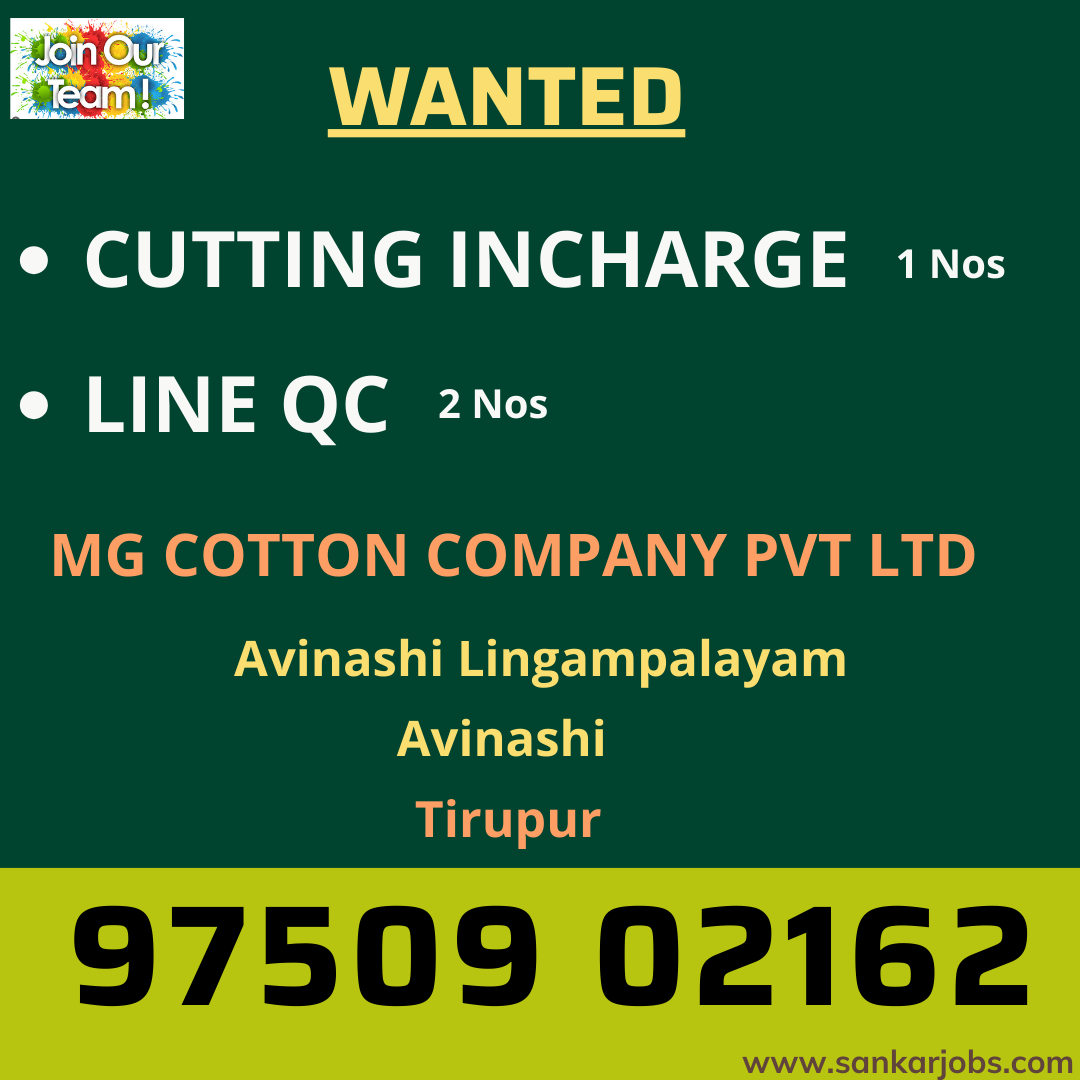 Join Our
Team !
WANTED
• CUTTING INCHARGE 1 Nos
• LINE QC 2 Nos
MG COTTON COMPANY PVT LTD
Avinashi Lingampalayam
Avinashi
Tirupur
97509 02162
www.sankarjobs.com